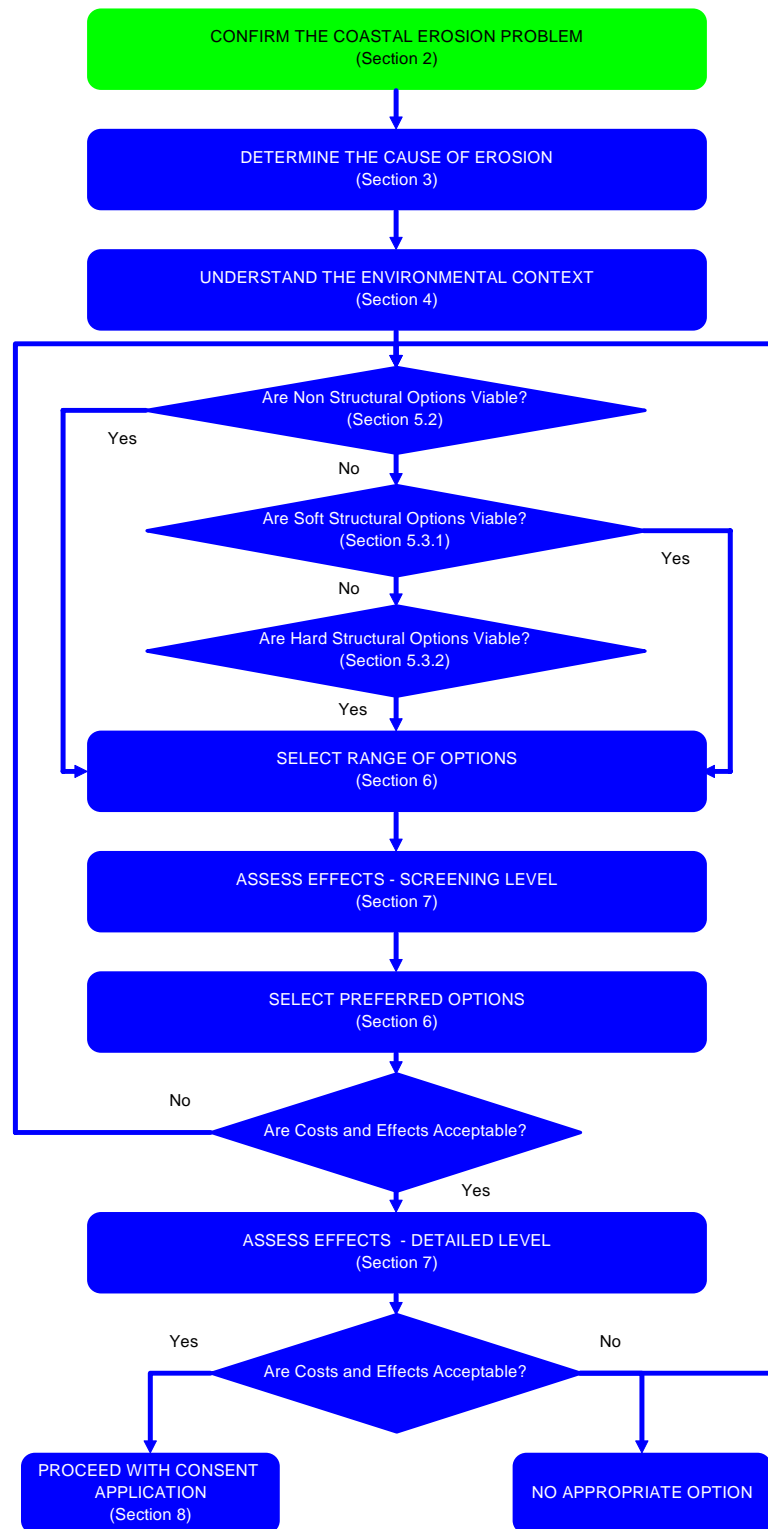 CONFIRM THE COASTAL EROSION PROBLEM
(Section 2)
DETERMINE THE CAUSE OF EROSION
(Section 3)
UNDERSTAND THE ENVIRONMENTAL CONTEXT
(Section 4)
Are Non Structural Options Viable?
(Section 5.2)
Yes
No
Are Soft Structural Options Viable?
(Section 5.3.1)
Yes
No
Are Hard Structural Options Viable?
(Section 5.3.2)
Yes
SELECT RANGE OF OPTIONS
(Section 6)
ASSESS EFFECTS - SCREENING LEVEL
(Section 7)
SELECT PREFERRED OPTIONS
(Section 6)
No
Are Costs and Effects Acceptable?
Yes
ASSESS EFFECTS - DETAILED LEVEL
(Section 7)
Yes
No
Are Costs and Effects Acceptable?
PROCEED WITH CONSENT
APPLICATION
(Section 8)
NO APPROPRIATE OPTION